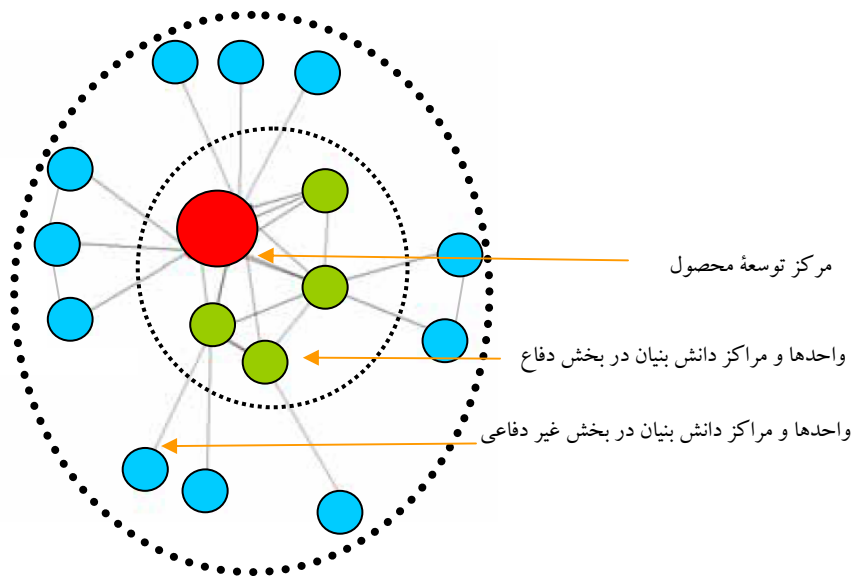 مرکز توسعهٔ محصول
واحدها و مراکز دانش بنیان در بخش دفاع
واحدها و مراکز دانش بنیان در بخش غیر دفاعی